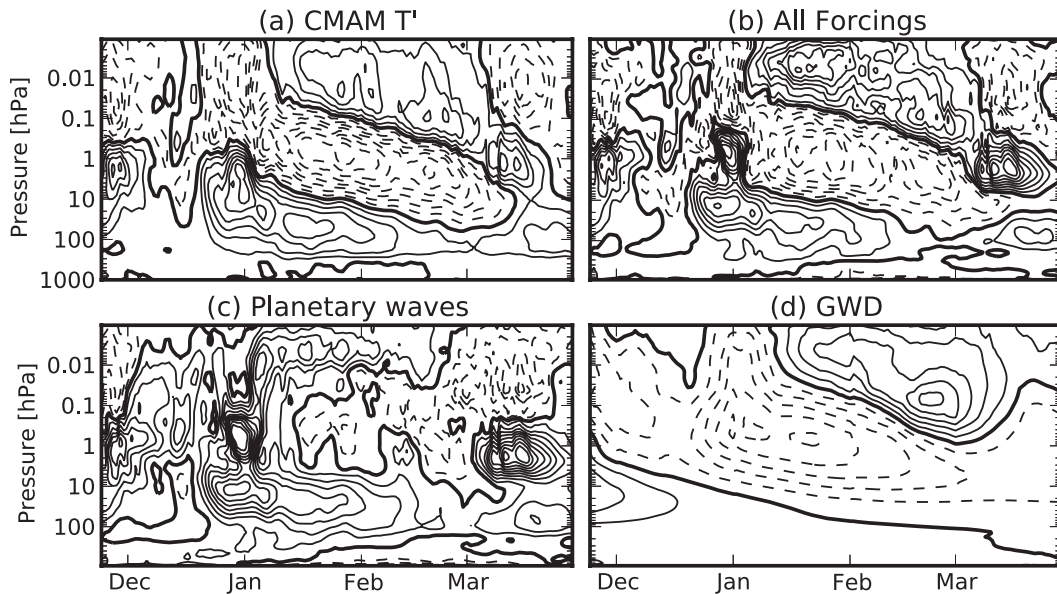 (a) CMAM T' (b) All Forcings
Pressure [hPa]
0.01
0.1
1
10
100
1000
(c) Planetary waves (d) GWD
Pressure [hPa]
0.01
0.1
1
10
100
Dec Jan Feb Mar Dec Jan Feb Mar